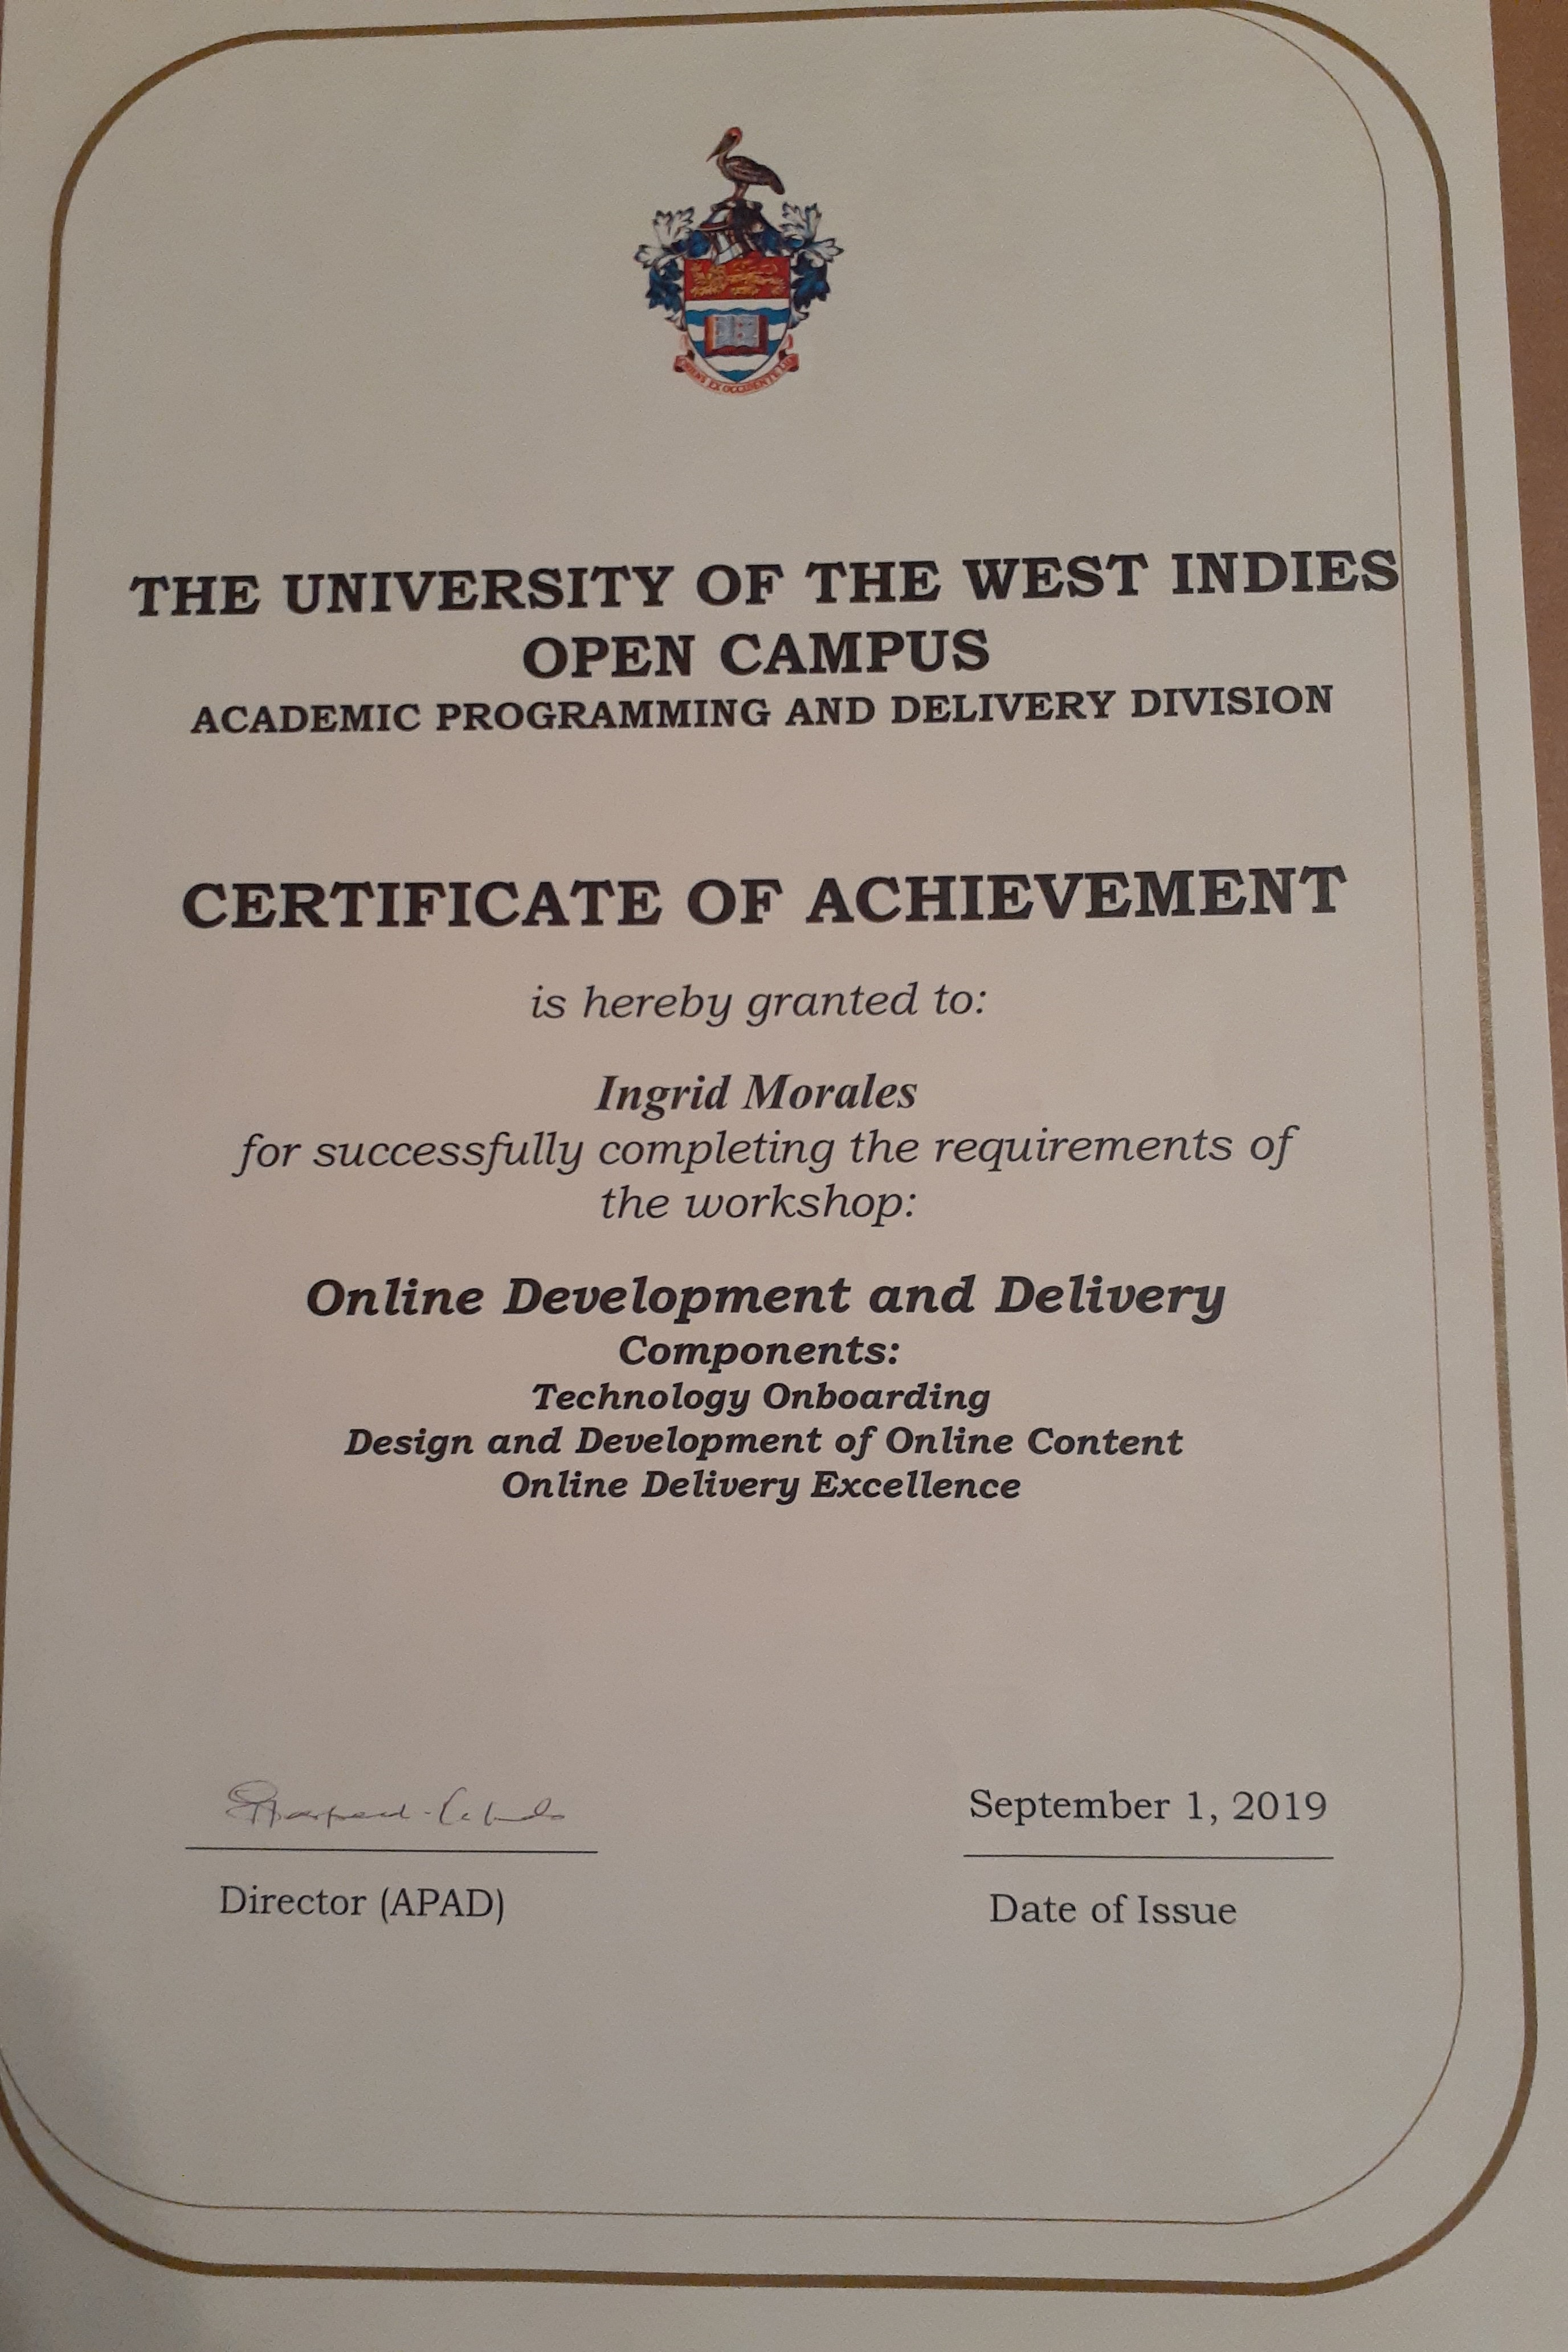 EX OCCIDENTE
THE UNIVERSITY OF THE WEST INDIES
OPEN CAMPUS
ACADEMIC PROGRAMMING AND DELIVERY DIVISION
CERTIFICATE OF ACHIEVEMENT
is hereby granted to:
Ingrid Morales
for successfully completing the requirements of
the workshop:
Online Development and Delivery
Components:
Technology Onboarding
Design and Development of Online Content
Online Delivery Excellence
September 1, 2019
Director (APAD)
Date of Issue